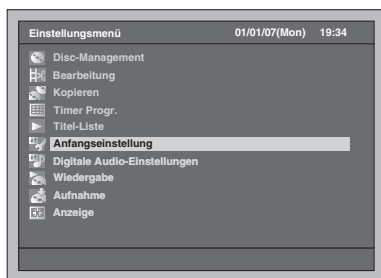 Einstellungsmenü 01/01/07(Mon) 19:34
Disc-Management
Bearbeitung
Kopieren
Timer Progr.
Titel-Liste
Anfangseinstellung
Digitale Audio-Einstellungen
Wiedergabe
Aufnahme
Anzeige